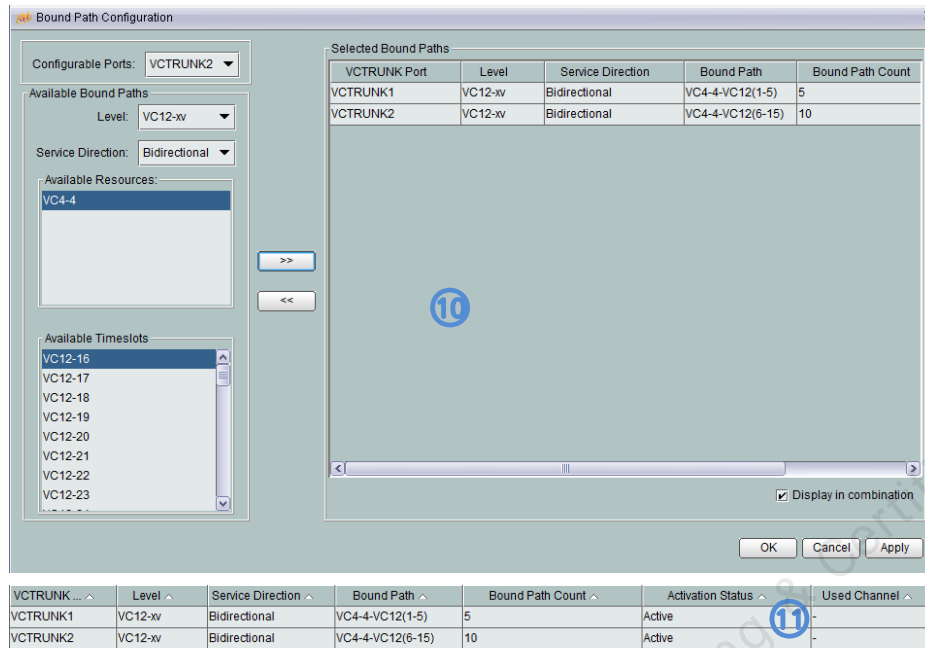 Bound Path Configuration
Configurable Ports: VCTRUNK2
Available Bound Paths
Level: VC12-xv
Service Direction: Bidirectional
Available Resources:
VC4-4
>>
<<
Available Timeslots
VC12-16
VC12-17
VC12-18
VC12-19
VC12-20
VC12-21
VC12-22
VC12-23
Selected Bound Paths
VCTRUNK Port Level Service Direction Bound Path Bound Path Count
VCTRUNK1 VC12-xv Bidirectional VC4-4-VC12(1-5) 5
VCTRUNK2 VC12-xv Bidirectional VC4-4-VC12(6-15) 10
⑩
Display in combination
OK Cancel Apply
VCTRUNK ... Level Service Direction Bound Path Bound Path Count Activation Status Used Channel
VCTRUNK1 VC12-xv Bidirectional VC4-4-VC12(1-5) 5 Active -
VCTRUNK2 VC12-xv Bidirectional VC4-4-VC12(6-15) 10 Active -
⑪